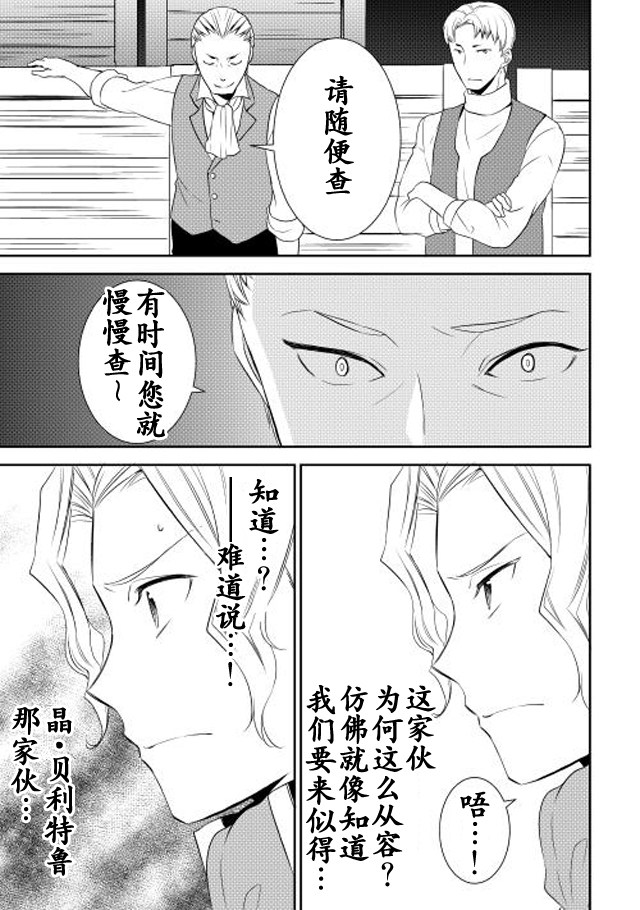 请随便查
有时间您就
慢慢查～
唔…！
这家伙
为何这么从容？
仿佛就像知道
我们要来似得…
知道…？
——难道说…！
晶·贝利特鲁
那家伙…